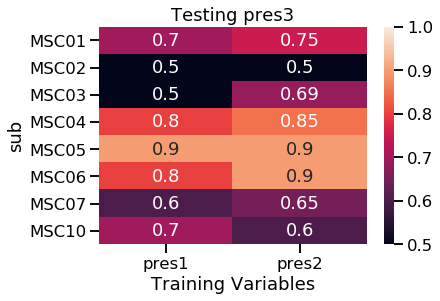 Testing pres3
sub
MSC01 0.7 0.75
MSC02 0.5 0.5
MSC03 0.5 0.69
MSC04 0.8 0.85
MSC05 0.9 0.9
MSC06 0.8 0.9
MSC07 0.6 0.65
MSC10 0.7 0.6
pres1 pres2
Training Variables
1.0
0.9
0.8
0.7
0.6
0.5